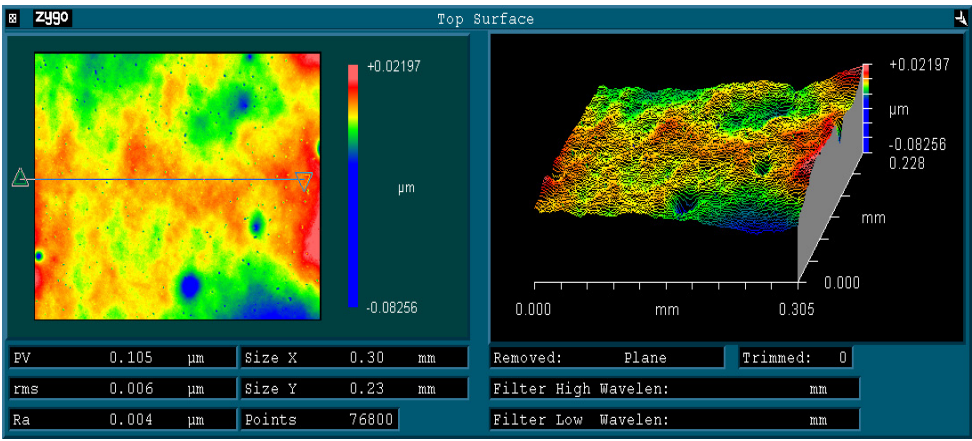 zygo Top Surface
+0.02197
µm
-0.08256
+0.02197
µm
-0.08256
0.228
mm
0.000
0.000 mm 0.305
PV 0.105 µm Size X 0.30 mm
rms 0.006 µm Size Y 0.23 mm
Ra 0.004 µm Points 76800
Removed: Plane Trimmed: 0
Filter High Wavelen: mm
Filter Low Wavelen: mm